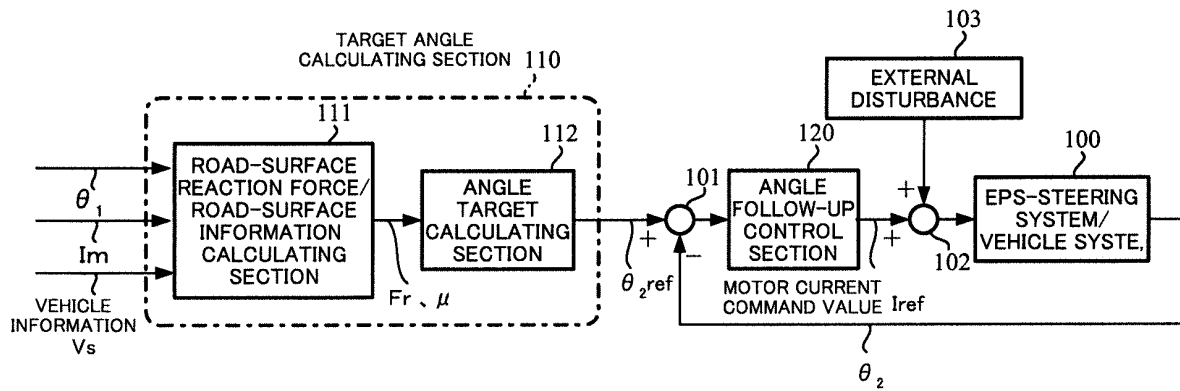 TARGET ANGLE
CALCULATING SECTION
110
111
ROAD-SURFACE
REACTION FORCE/
ROAD-SURFACE
INFORMATION
CALCULATING
SECTION
θ1
Im
VEHICLE
INFORMATION
Vs
Fr、μ
112
ANGLE
TARGET
CALCULATING
SECTION
θ2ref
+
−
101
120
ANGLE
FOLLOW-UP
CONTROL
SECTION
MOTOR CURRENT
COMMAND VALUE Iref
103
EXTERNAL
DISTURBANCE
+
+
102
100
EPS-STEERING
SYSTEM/
VEHICLE SYSTE,
θ2